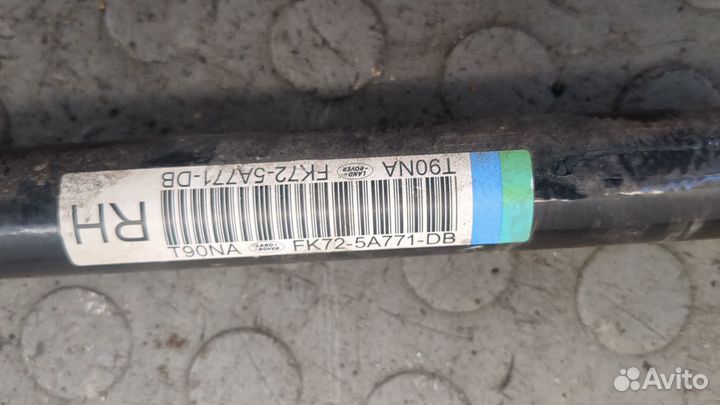 T90NA LAND ROVER FK72-5A771-DB
RH
T90NA LAND ROVER FK72-5A771-DB
Avito